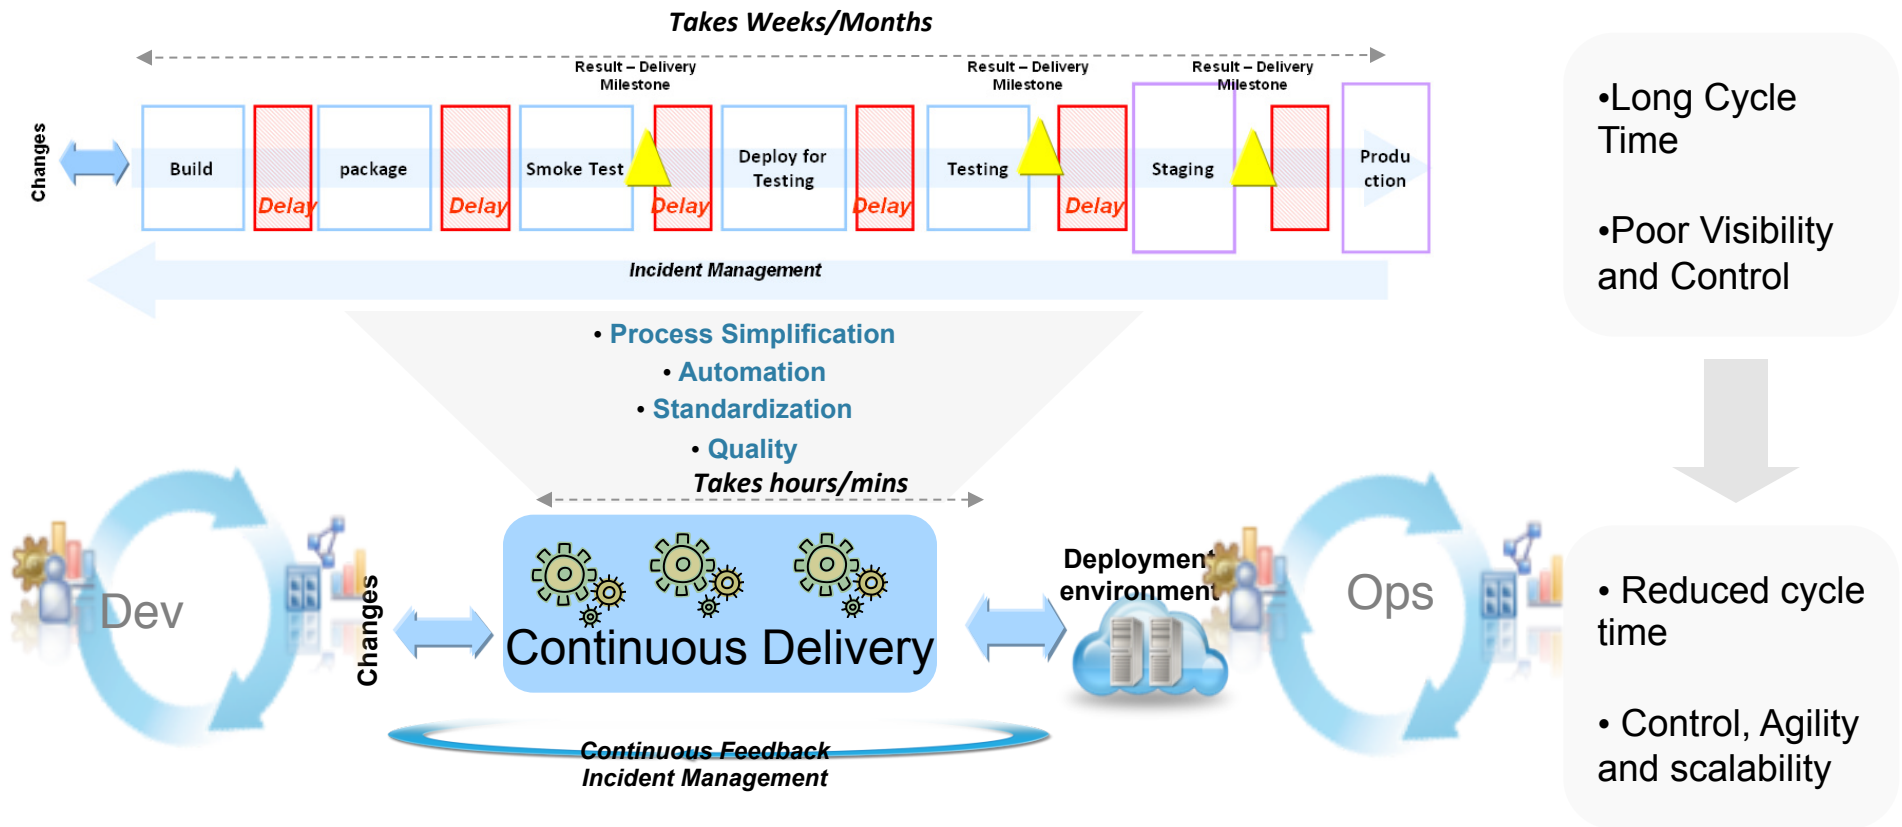 Takes Weeks/Months
Result – Delivery
Milestone
Result – Delivery
Milestone
Result – Delivery
Milestone
Changes
Build
Delay
package
Delay
Smoke Test
Delay
Deploy for
Testing
Delay
Testing
Delay
Staging
Produ
ction
Incident Management
•Long Cycle
Time
•Poor Visibility
and Control
• Process Simplification
• Automation
• Standardization
• Quality
Takes hours/mins
Dev
Changes
Continuous Delivery
Deployment
environment
Ops
Continuous Feedback
Incident Management
• Reduced cycle
time
• Control, Agility
and scalability